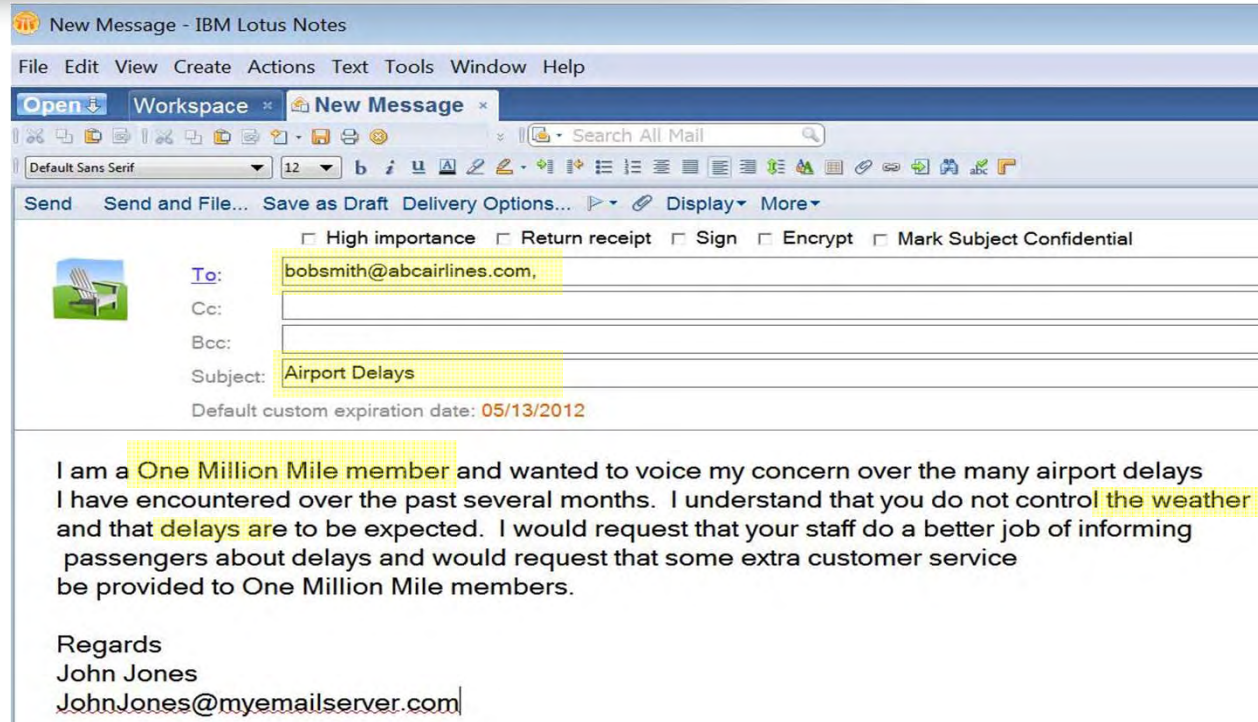 New Message - IBM Lotus Notes
File Edit View Create Actions Text Tools Window Help
Open Workspace × New Message ×
Search All Mail
Default Sans Serif 12 b i u A abc
Send Send and File... Save as Draft Delivery Options... Display More
High importance Return receipt Sign Encrypt Mark Subject Confidential
To: bobsmith@abcairlines.com,
Cc:
Bcc:
Subject: Airport Delays
Default custom expiration date: 05/13/2012
I am a One Million Mile member and wanted to voice my concern over the many airport delays
I have encountered over the past several months. I understand that you do not control the weather
and that delays are to be expected. I would request that your staff do a better job of informing
passengers about delays and would request that some extra customer service
be provided to One Million Mile members.
Regards
John Jones
JohnJones@myemailserver.com